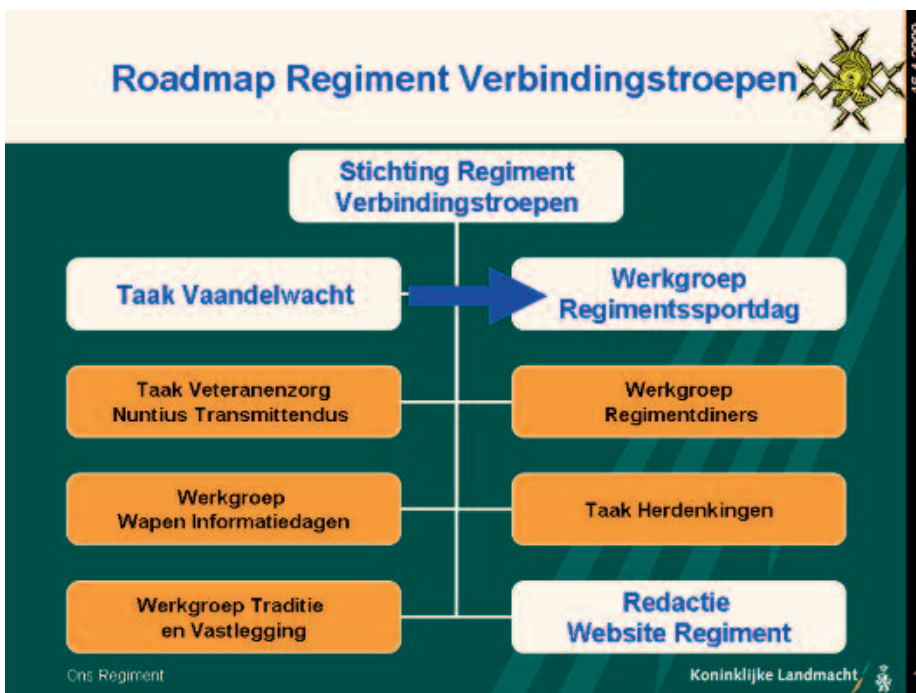 Roadmap Regiment Verbindingstroepen
Stichting Regiment
Verbindingstroepen
Taak Vaandelwacht
Werkgroep
Regimentssportdag
Taak Veteranenzorg
Nuntius Transmittendus
Werkgroep
Regimentdiners
Werkgroep
Wapen Informatiedagen
Taak Herdenkingen
Werkgroep Traditie
en Vastlegging
Redactie
Website Regiment
Ons Regiment
Koninklijke Landmacht